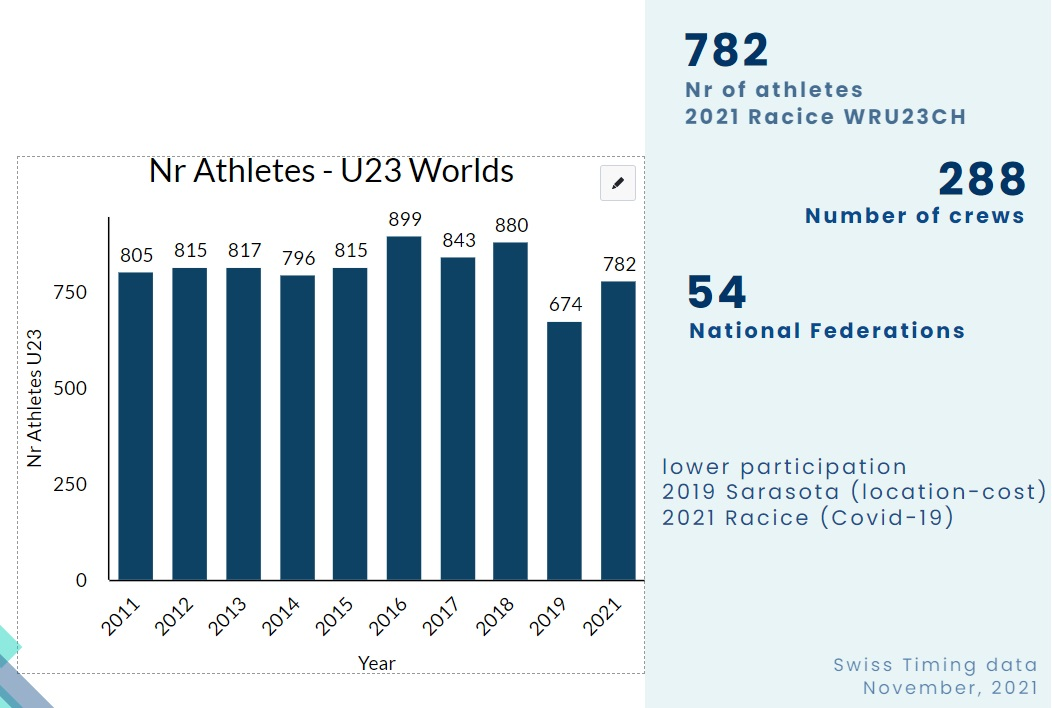 Nr Athletes - U23 Worlds
Nr Athletes U23
750
500
250
0
805
815
817
796
815
899
843
880
674
782
2011
2012
2013
2014
2015
2016
2017
2018
2019
2021
Year
782
Nr of athletes
2021 Racice WRU23CH
288
Number of crews
54
National Federations
lower participation
2019 Sarasota (location-cost)
2021 Racice (Covid-19)
Swiss Timing data
November, 2021